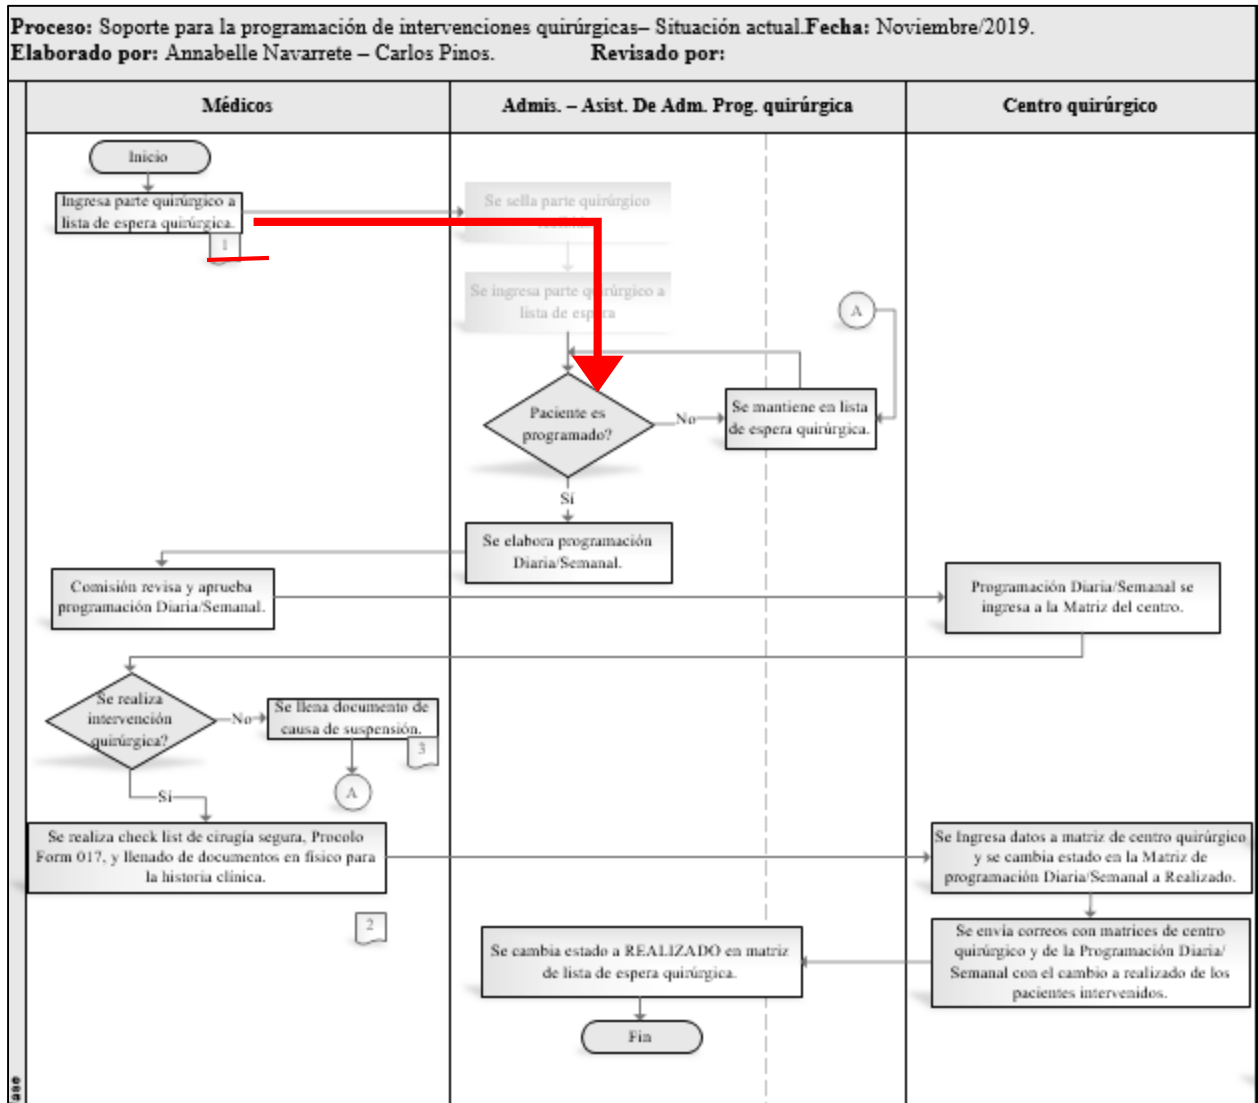 Proceso: Soporte para la programación de intervenciones quirúrgicas– Situación actual.Fecha: Noviembre/2019.
Elaborado por: Annabelle Navarrete – Carlos Pinos. Revisado por:
Médicos
Admis. – Asist. De Adm. Prog. quirúrgica
Centro quirúrgico
Inicio
Ingresa parte quirúrgico a
lista de espera quirúrgica.
1
Se sella parte quirúrgico
Se ingresa parte quirúrgico a
lista de espera
A
Paciente es
programado?
No
Se mantiene en lista
de espera quirúrgica.
Sí
Se elabora programación
Diaria/Semanal.
Comisión revisa y aprueba
programación Diaria/Semanal.
Programación Diaria/Semanal se
ingresa a la Matriz del centro.
Se realiza
intervención
quirúrgica?
No
Se llena documento de
causa de suspensión.
3
A
Sí
Se realiza check list de cirugía segura, Procolo
Form 017, y llenado de documentos en físico para
la historia clínica.
2
Se Ingresa datos a matriz de centro quirúrgico
y se cambia estado en la Matriz de
programación Diaria/Semanal a Realizado.
Se envía correos con matrices de centro
quirúrgico y de la Programación Diaria/
Semanal con el cambio a realizado de los
pacientes intervenidos.
Se cambia estado a REALIZADO en matriz
de lista de espera quirúrgica.
Fin